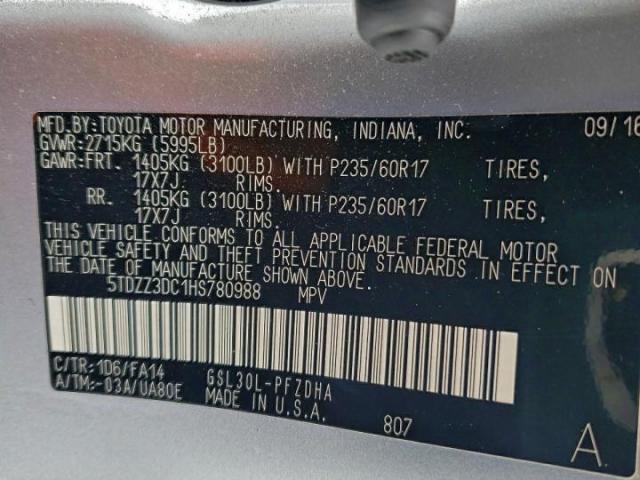 MFD.BY:TOYOTA MOTOR MANUFACTURING, INDIANA, INC. 09/16
GVWR:2715KG (5995LB)
GAWR:FRT. 1405KG (3100LB) WITH P235/60R17 TIRES,
17X7J RIMS.
RR. 1405KG (3100LB) WITH P235/60R17 TIRES,
17X7J RIMS.
THIS VEHICLE CONFORMS TO ALL APPLICABLE FEDERAL MOTOR
VEHICLE SAFETY AND THEFT PREVENTION STANDARDS IN EFFECT ON
THE DATE OF MANUFACTURE SHOWN ABOVE.
5TDZZ3DC1HS780988 MPV
C/TR: 1D6/FA14 GSL30L-PFZDHA
A/TM:-03A/UA80E MADE IN U.S.A.
807 A